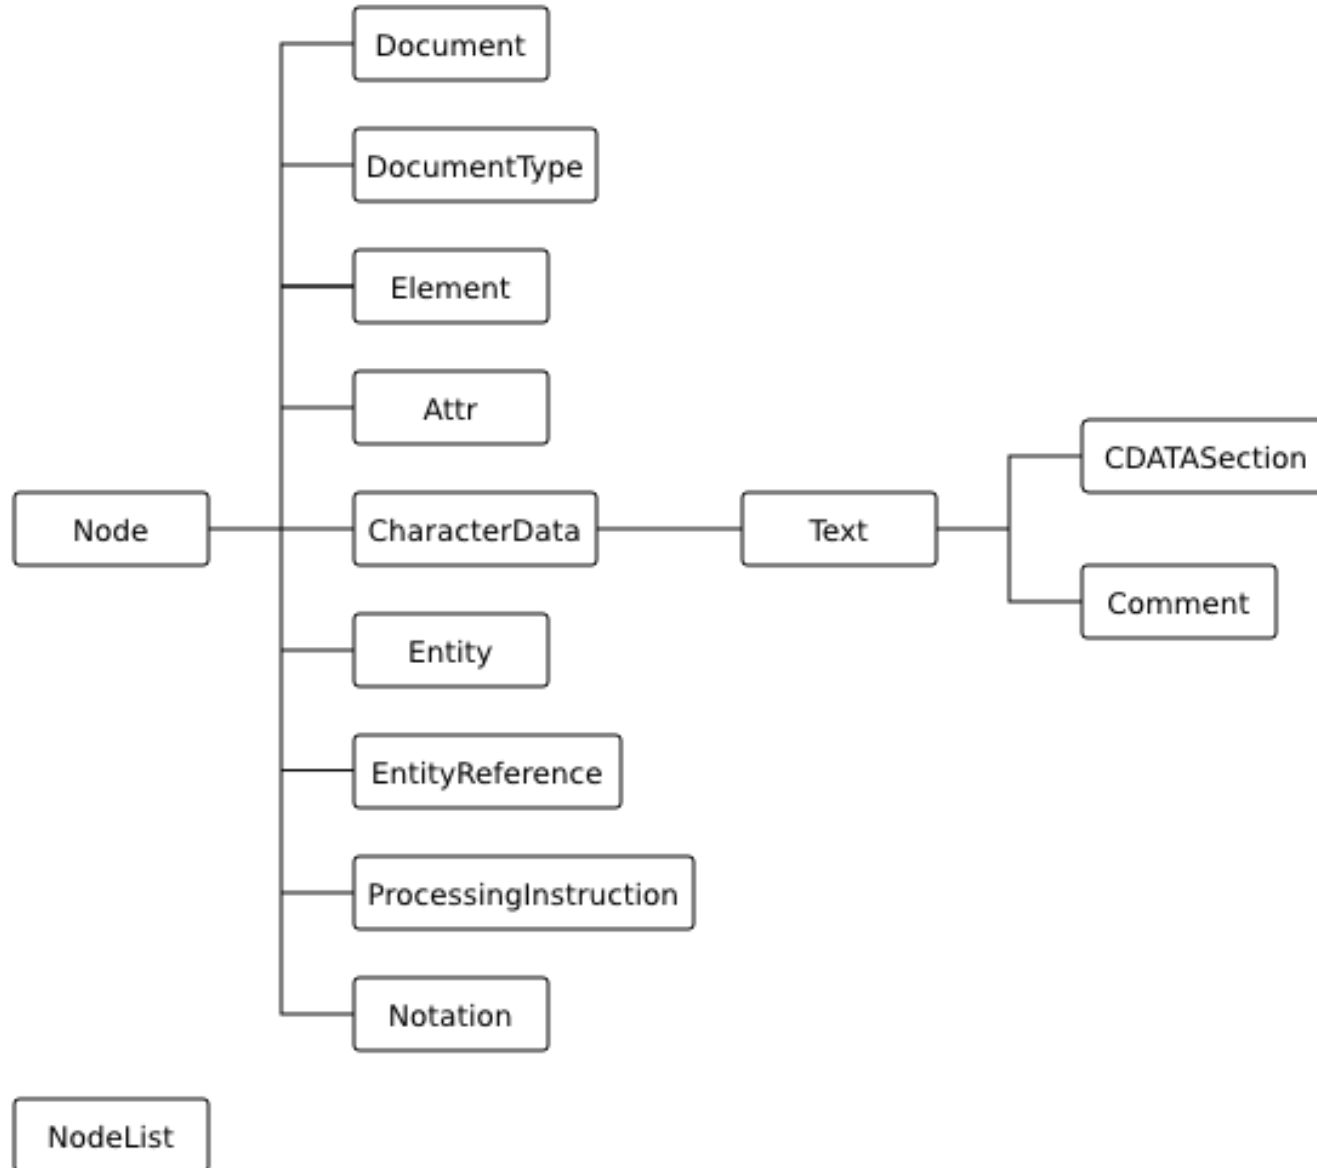 Document
DocumentType
Element
Attr
CDATASection
Node
CharacterData
Text
Comment
Entity
EntityReference
ProcessingInstruction
Notation
NodeList